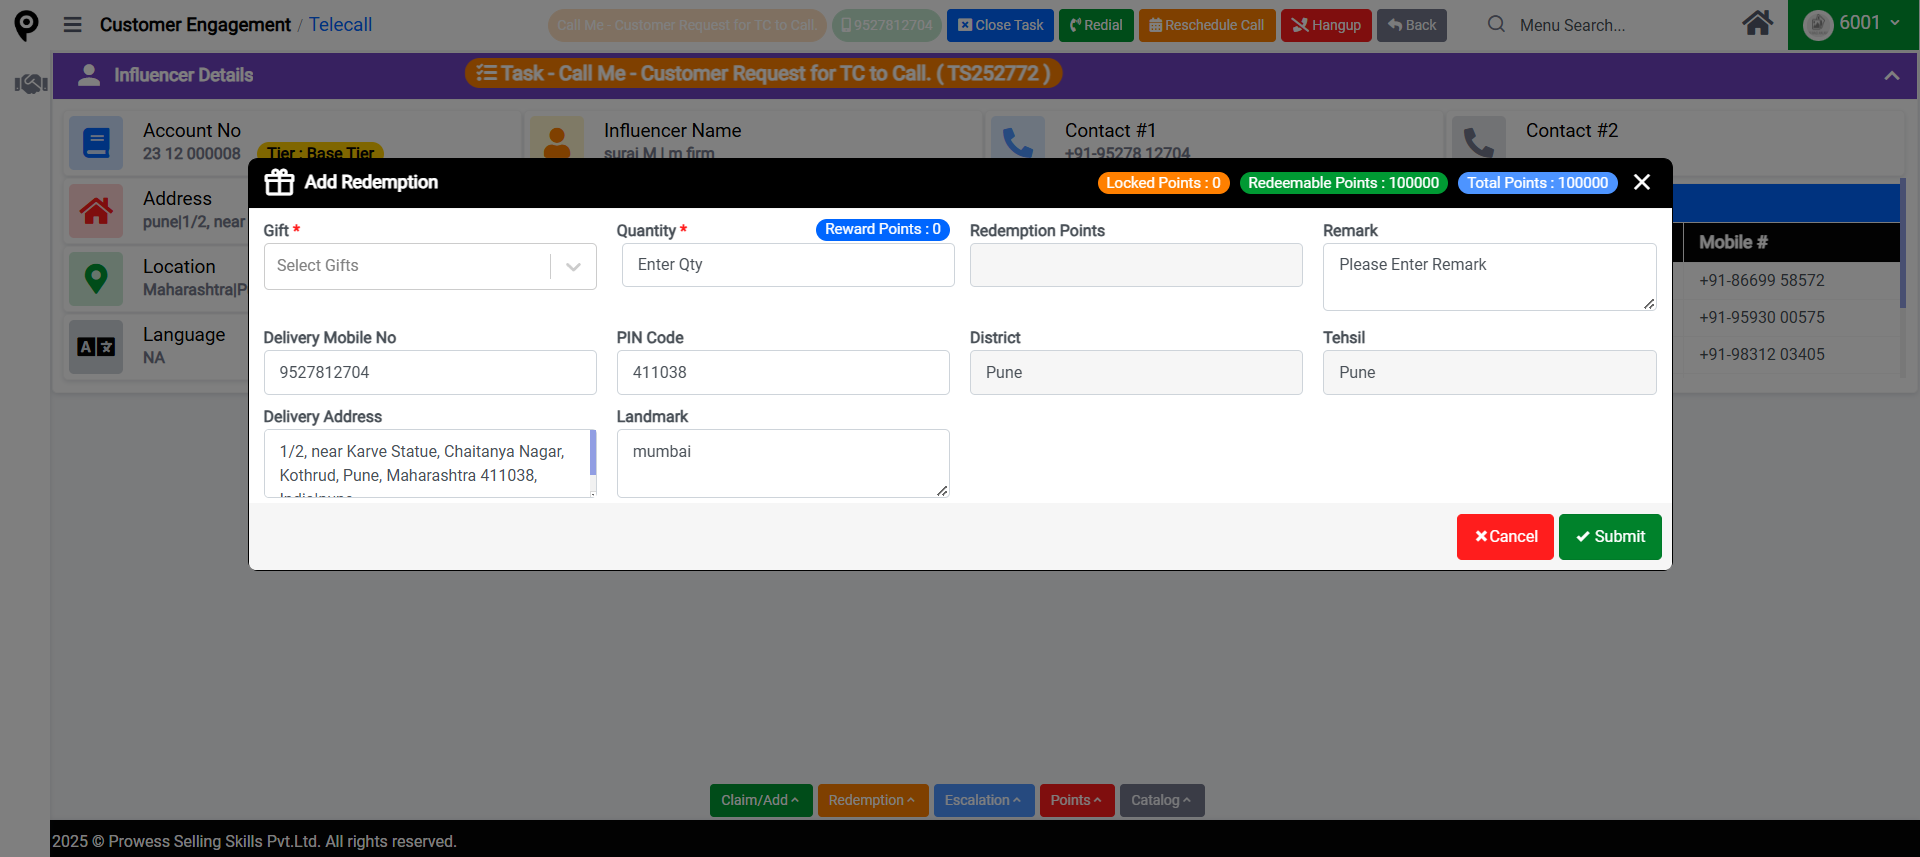 Customer Engagement / Telecall
Call Me - Customer Request for TC to Call.
9527812704
Close Task
Redial
Reschedule Call
Hangup
Back
Menu Search...
6001
Influencer Details
Task - Call Me - Customer Request for TC to Call. ( TS252772 )
Account No
23 12 000008
Tier : Base Tier
Influencer Name
suraj M | m firm
Contact #1
+91-95278 12704
Contact #2
Address
pune|1/2, near
Location
Maharashtra|P
Language
NA
Mobile #
+91-86699 58572
+91-95930 00575
+91-98312 03405
Add Redemption
Locked Points : 0
Redeemable Points : 100000
Total Points : 100000
Gift *
Select Gifts
Quantity *
Reward Points : 0
Enter Qty
Redemption Points
Remark
Please Enter Remark
Delivery Mobile No
9527812704
PIN Code
411038
District
Pune
Tehsil
Pune
Delivery Address
1/2, near Karve Statue, Chaitanya Nagar,
Kothrud, Pune, Maharashtra 411038,
India|pune
Landmark
mumbai
Cancel
Submit
Claim/Add
Redemption
Escalation
Points
Catalog
2025 © Prowess Selling Skills Pvt.Ltd. All rights reserved.